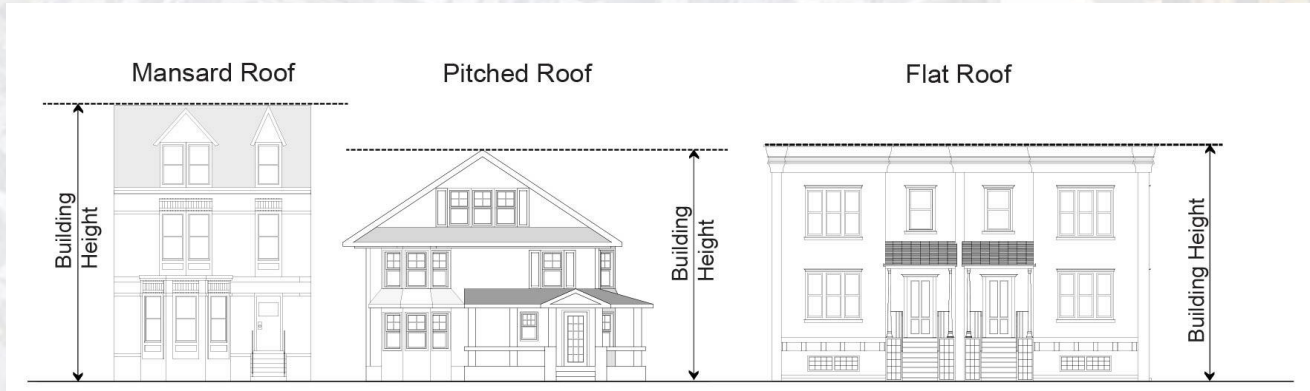 Mansard Roof
Pitched Roof
Flat Roof
Building
Height
Building
Height
Building Height